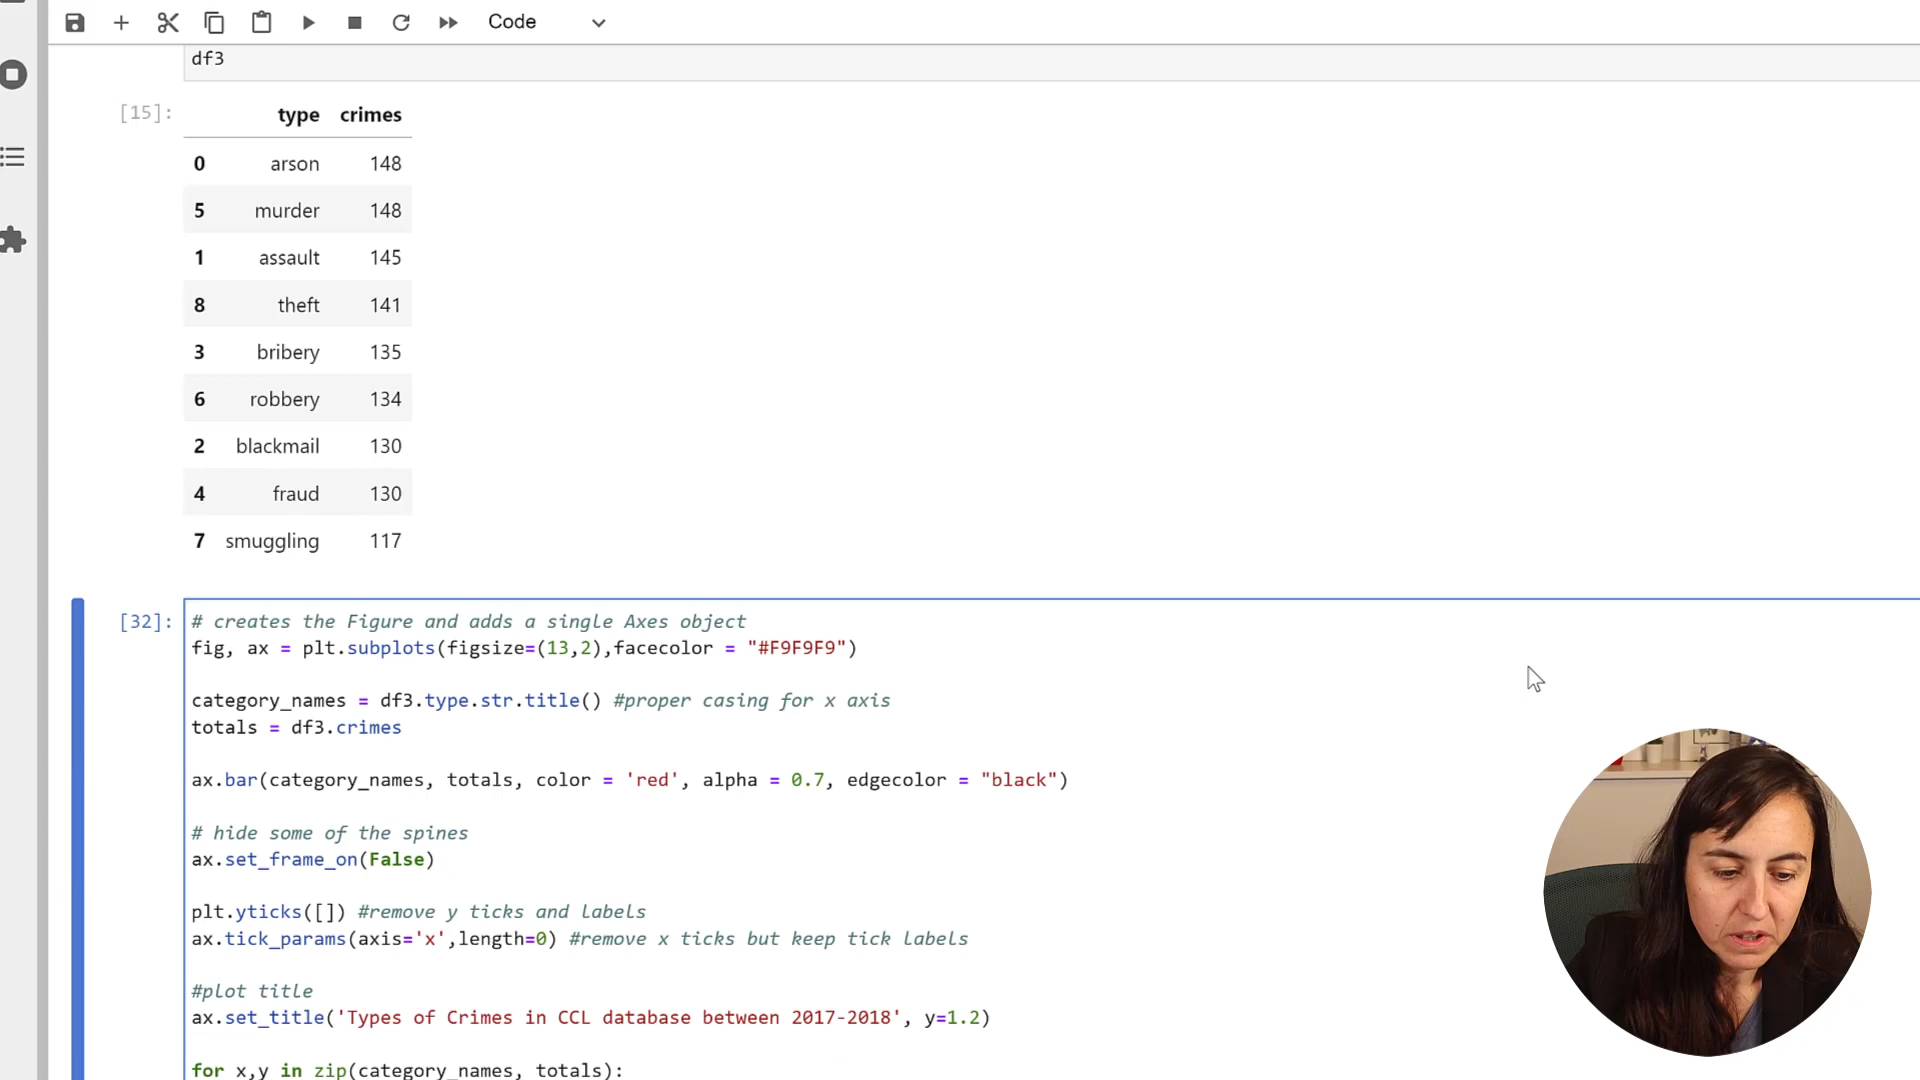 Code
df3
[15]:
type crimes
0 arson 148
5 murder 148
1 assault 145
8 theft 141
3 bribery 135
6 robbery 134
2 blackmail 130
4 fraud 130
7 smuggling 117
[32]:
# creates the Figure and adds a single Axes object
fig, ax = plt.subplots(figsize=(13,2),facecolor = "#F9F9F9")
category_names = df3.type.str.title() #proper casing for x axis
totals = df3.crimes
ax.bar(category_names, totals, color = 'red', alpha = 0.7, edgecolor = "black")
# hide some of the spines
ax.set_frame_on(False)
plt.yticks([]) #remove y ticks and labels
ax.tick_params(axis='x',length=0) #remove x ticks but keep tick labels
#plot title
ax.set_title('Types of Crimes in CCL database between 2017-2018', y=1.2)
for x,y in zip(category_names, totals):